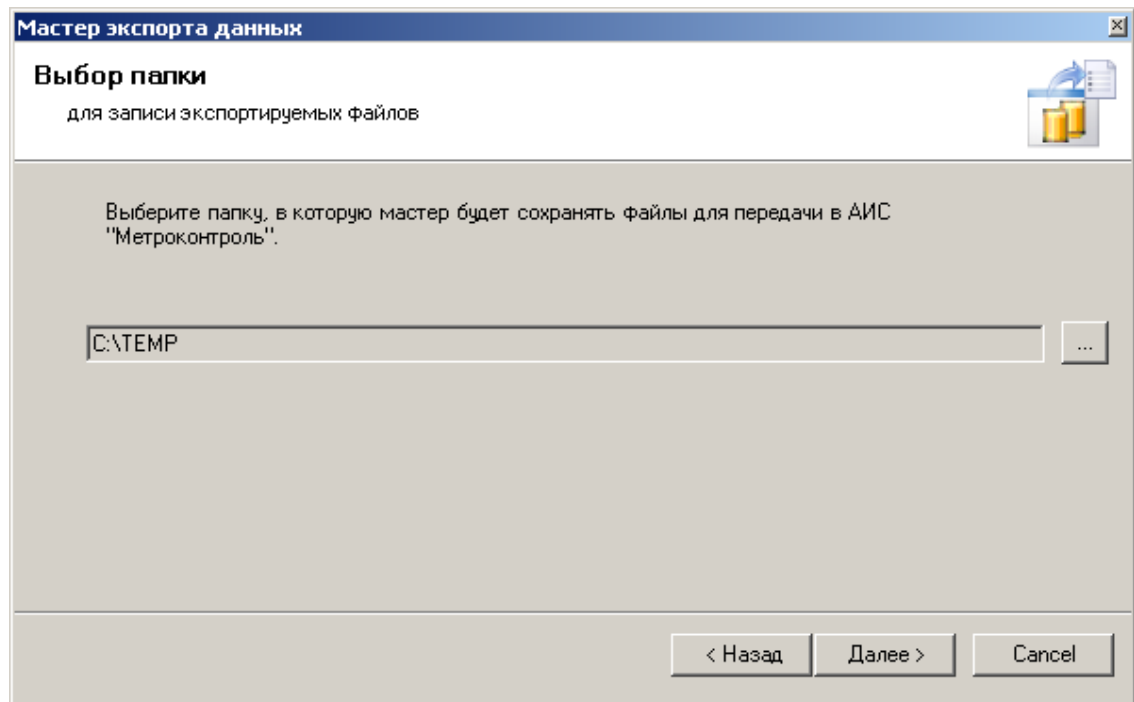 Мастер экспорта данных
Выбор папки
для записи экспортируемых файлов
Выберите папку, в которую мастер будет сохранять файлы для передачи в АИС
"Метроконтроль".
C:\TEMP
...
< Назад
Далее >
Cancel